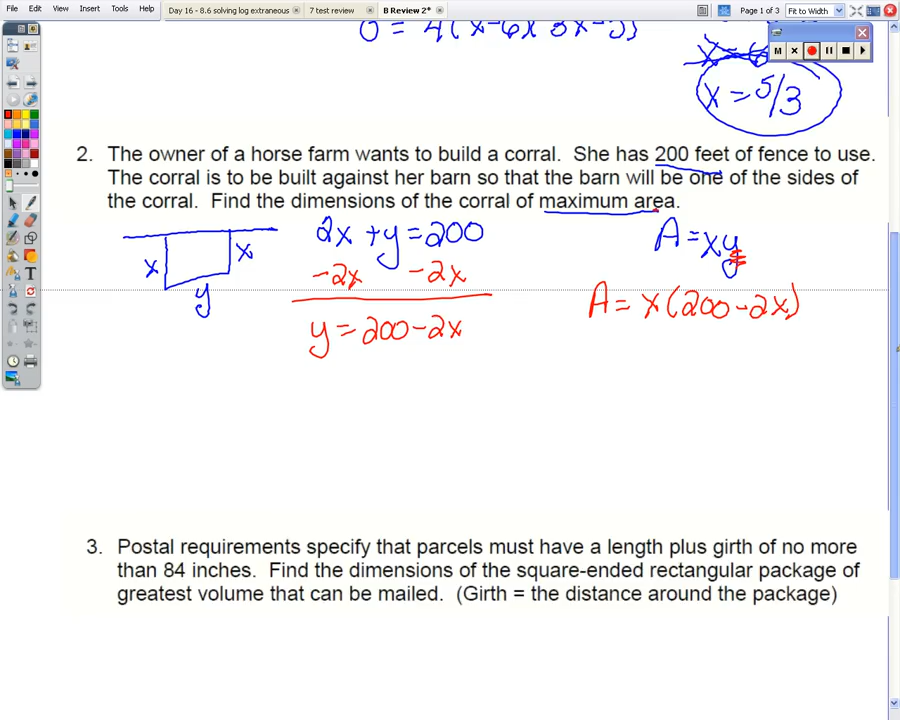 File Edit View Insert Tools Help
Day 16 - 8.6 solving log extraneous
7 test review
B Review 2*
Page 1 of 3
Fit to Width
M
x = 5/3
2. The owner of a horse farm wants to build a corral. She has 200 feet of fence to use.
The corral is to be built against her barn so that the barn will be one of the sides of
the corral. Find the dimensions of the corral of maximum area.
2x + y = 200
A = xy
x
x
y
-2x -2x
A = x(200-2x)
y = 200-2x
T
3. Postal requirements specify that parcels must have a length plus girth of no more
than 84 inches. Find the dimensions of the square-ended rectangular package of
greatest volume that can be mailed. (Girth = the distance around the package)